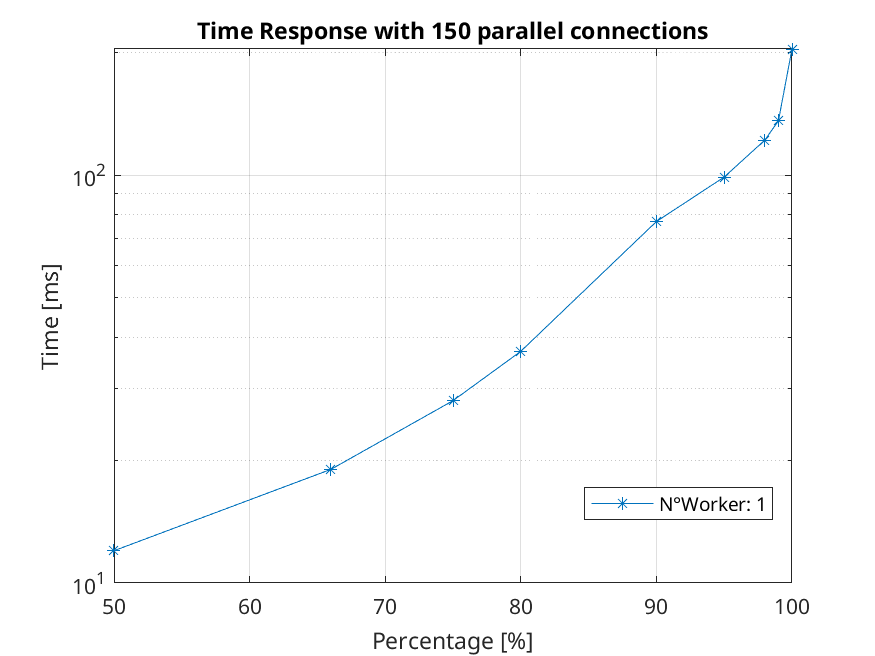 Time Response with 150 parallel connections
Time [ms]
10²
10¹
50 60 70 80 90 100
Percentage [%]
N°Worker: 1